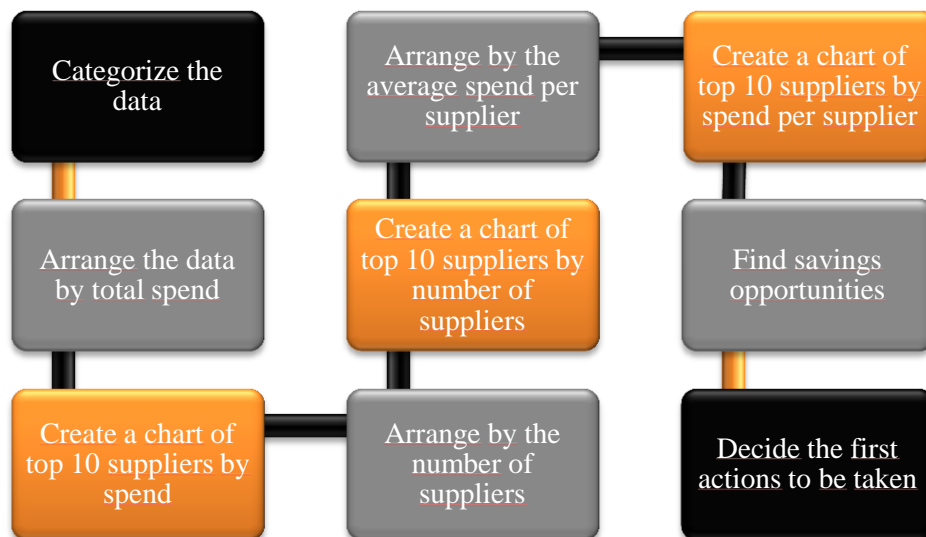 Categorize the
data
Arrange the data
by total spend
Create a chart of
top 10 suppliers by
spend
Arrange by the
number of
suppliers
Create a chart of
top 10 suppliers by
number of
suppliers
Arrange by the
average spend per
supplier
Create a chart of
top 10 suppliers by
spend per supplier
Find savings
opportunities
Decide the first
actions to be taken